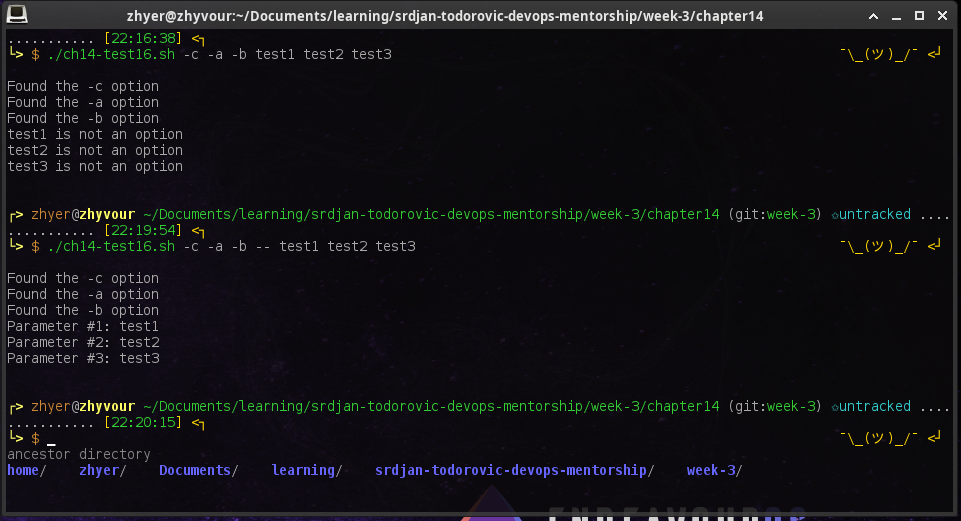 zhyer@zhyvour:~/Documents/learning/srdjan-todorovic-devops-mentorship/week-3/chapter14
........... [22:16:38] <┐
└> $ ./ch14-test16.sh -c -a -b test1 test2 test3 ¯\_(ツ)_/¯ <┘
Found the -c option
Found the -a option
Found the -b option
test1 is not an option
test2 is not an option
test3 is not an option
┌> zhyer@zhyvour ~/Documents/learning/srdjan-todorovic-devops-mentorship/week-3/chapter14 (git:week-3) ✩untracked ....
........... [22:19:54] <┐
└> $ ./ch14-test16.sh -c -a -b -- test1 test2 test3 ¯\_(ツ)_/¯ <┘
Found the -c option
Found the -a option
Found the -b option
Parameter #1: test1
Parameter #2: test2
Parameter #3: test3
┌> zhyer@zhyvour ~/Documents/learning/srdjan-todorovic-devops-mentorship/week-3/chapter14 (git:week-3) ✩untracked ....
........... [22:20:15] <┐
└> $ _ ¯\_(ツ)_/¯ <┘
ancestor directory
home/ zhyer/ Documents/ learning/ srdjan-todorovic-devops-mentorship/ week-3/
ENDEAVOUROS